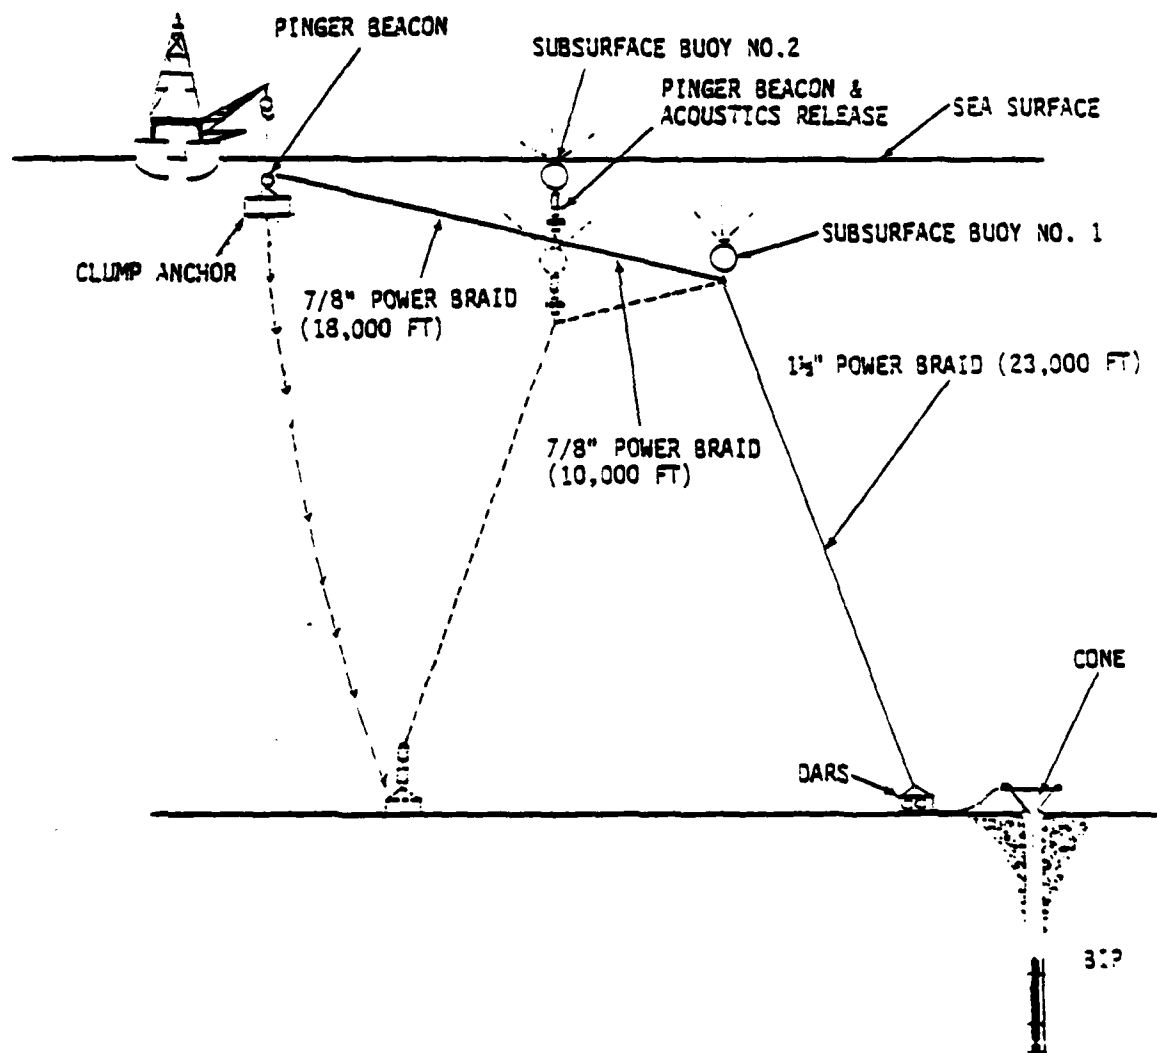 PINGER BEACON
SUBSURFACE BUOY NO.2
PINGER BEACON &
ACOUSTICS RELEASE
SEA SURFACE
SUBSURFACE BUOY NO. 1
CLUMP ANCHOR
7/8" POWER BRAID
(18,000 FT)
1½" POWER BRAID (23,000 FT)
7/8" POWER BRAID
(10,000 FT)
CONE
DARS
BIP